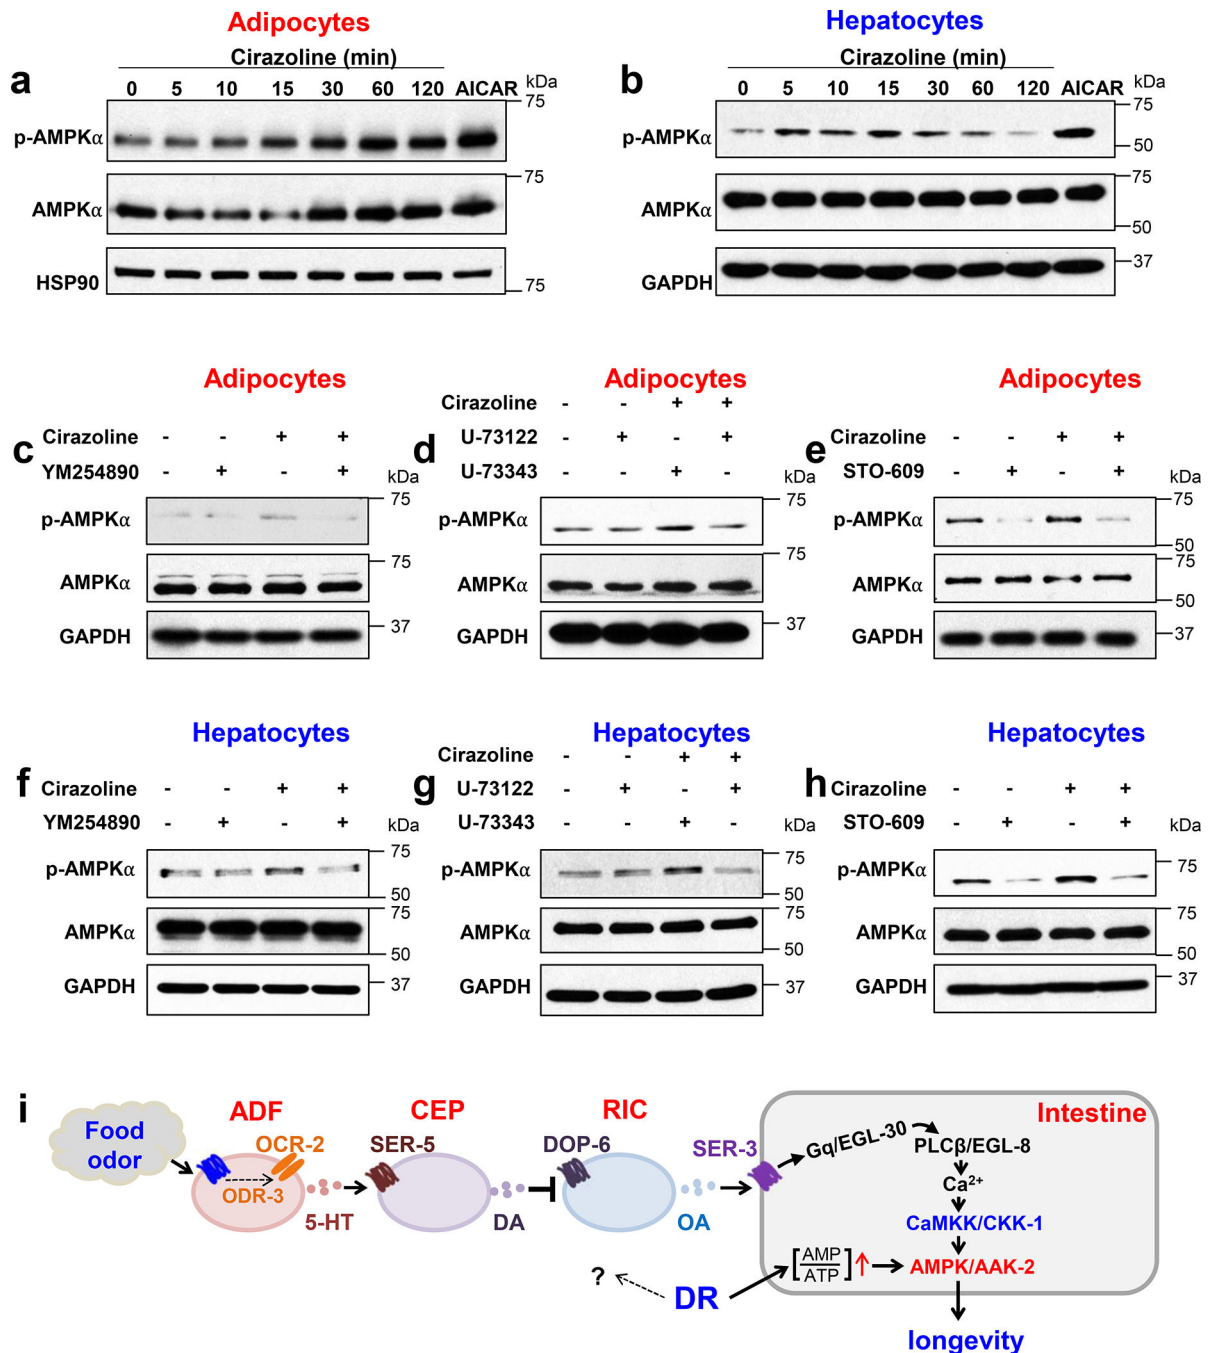 Adipocytes
Cirazoline (min)
a 0 5 10 15 30 60 120 AICAR kDa
75
p-AMPKα
75
AMPKα
HSP90
75
Hepatocytes
Cirazoline (min)
b 0 5 10 15 30 60 120 AICAR kDa
75
p-AMPKα
50
75
AMPKα
50
37
GAPDH
Adipocytes
c Cirazoline - - + +
YM254890 - + - +
kDa
75
p-AMPKα
75
AMPKα
37
GAPDH
Adipocytes
Cirazoline - - + +
d U-73122 - + - +
U-73343 - - + -
kDa
75
p-AMPKα
75
AMPKα
37
GAPDH
Adipocytes
e Cirazoline - - + +
STO-609 - + - +
kDa
75
p-AMPKα
50
75
AMPKα
50
37
GAPDH
Hepatocytes
f Cirazoline - - + +
YM254890 - + - +
kDa
75
p-AMPKα
50
75
AMPKα
50
37
GAPDH
Hepatocytes
Cirazoline - - + +
g U-73122 - + - +
U-73343 - - + -
kDa
75
p-AMPKα
50
75
AMPKα
50
37
GAPDH
Hepatocytes
h Cirazoline - - + +
STO-609 - + - +
kDa
75
p-AMPKα
75
AMPKα
50
37
GAPDH
i
Food
odor
ADF
OCR-2
ODR-3
5-HT
CEP
SER-5
DA
RIC
DOP-6
OA
SER-3
Intestine
Gq/EGL-30
PLCβ/EGL-8
Ca²⁺
CaMKK/CKK-1
AMPK/AAK-2
[AMP
ATP]↑
?
DR
longevity